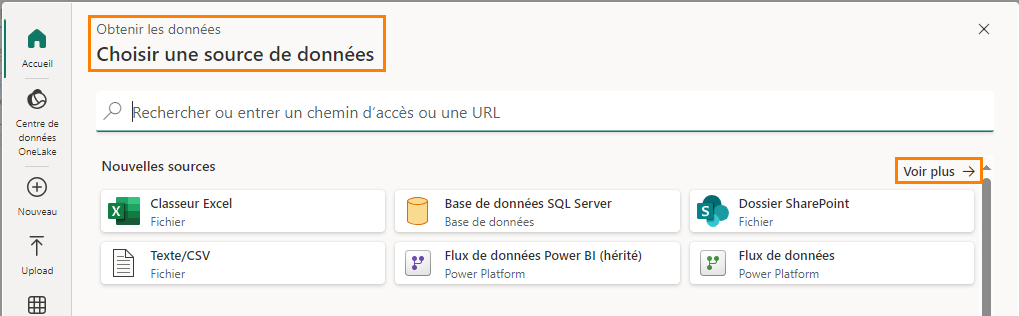 Obtenir les données
Choisir une source de données
Accueil
Centre de
données
OneLake
Nouveau
Upload
Rechercher ou entrer un chemin d’accès ou une URL
Nouvelles sources
Voir plus →
Classeur Excel
Fichier
Base de données SQL Server
Base de données
Dossier SharePoint
Fichier
Texte/CSV
Fichier
Flux de données Power BI (hérité)
Power Platform
Flux de données
Power Platform